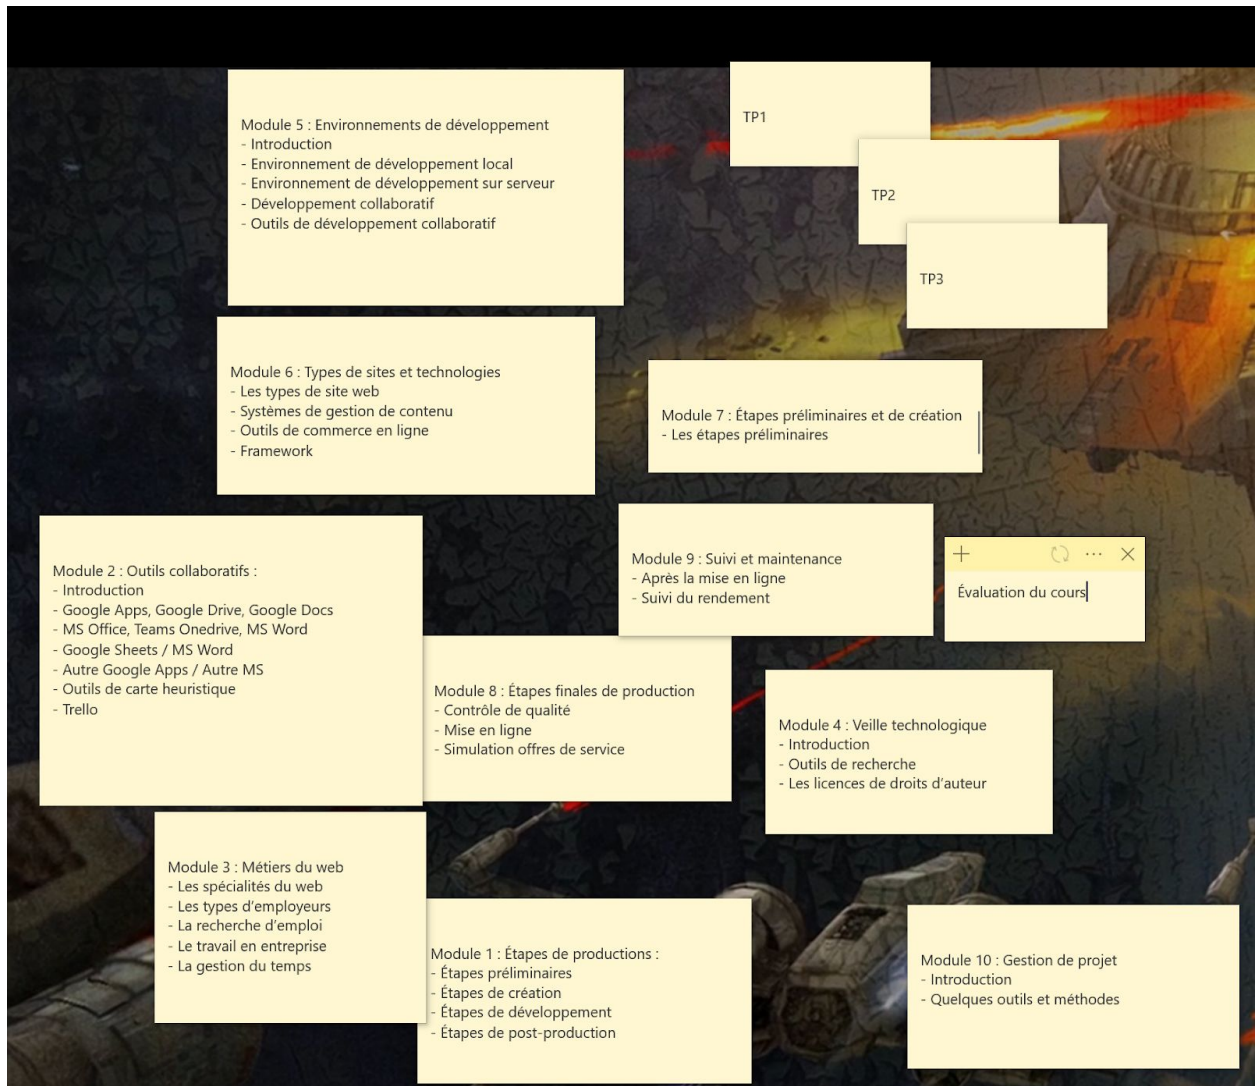 Module 5 : Environnements de développement
- Introduction
- Environnement de développement local
- Environnement de développement sur serveur
- Développement collaboratif
- Outils de développement collaboratif
TP1
TP2
TP3
Module 6 : Types de sites et technologies
- Les types de site web
- Systèmes de gestion de contenu
- Outils de commerce en ligne
- Framework
Module 7 : Étapes préliminaires et de création
- Les étapes préliminaires
Module 2 : Outils collaboratifs :
- Introduction
- Google Apps, Google Drive, Google Docs
- MS Office, Teams Onedrive, MS Word
- Google Sheets / MS Word
- Autre Google Apps / Autre MS
- Outils de carte heuristique
- Trello
Module 9 : Suivi et maintenance
- Après la mise en ligne
- Suivi du rendement
Évaluation du cours
Module 8 : Étapes finales de production
- Contrôle de qualité
- Mise en ligne
- Simulation offres de service
Module 4 : Veille technologique
- Introduction
- Outils de recherche
- Les licences de droits d’auteur
Module 3 : Métiers du web
- Les spécialités du web
- Les types d’employeurs
- La recherche d’emploi
- Le travail en entreprise
- La gestion du temps
Module 1 : Étapes de productions :
- Étapes préliminaires
- Étapes de création
- Étapes de développement
- Étapes de post-production
Module 10 : Gestion de projet
- Introduction
- Quelques outils et méthodes